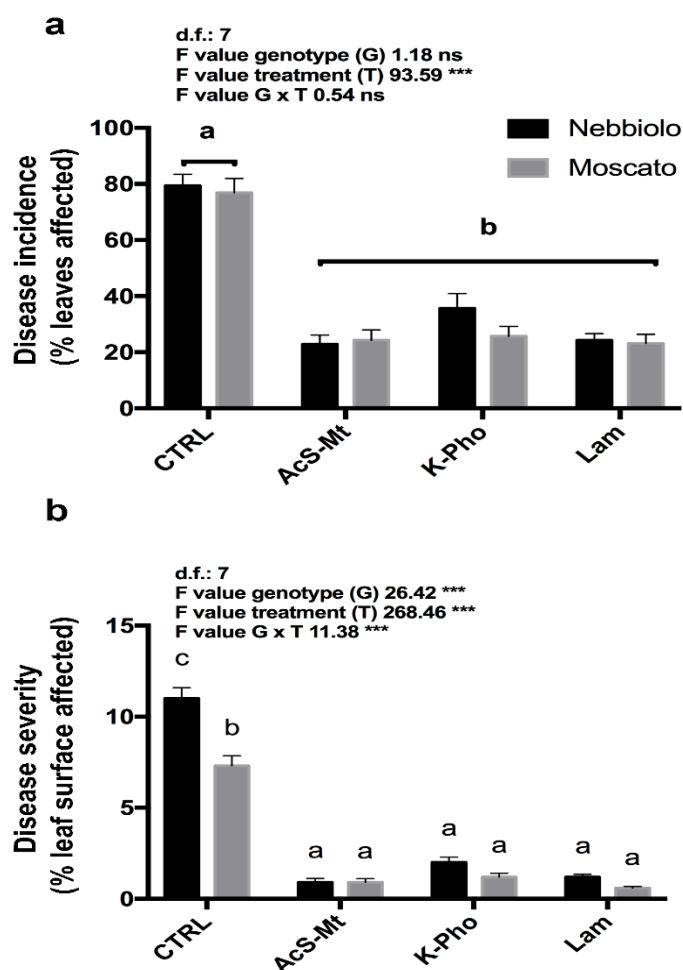 a
d.f.: 7
F value genotype (G) 1.18 ns
F value treatment (T) 93.59 ***
F value G x T 0.54 ns
Nebbiolo
Moscato
Disease incidence
(% leaves affected)
100
80
60
40
20
0
a
b
CTRL
AcS-Mt
K-Pho
Lam
b
d.f.: 7
F value genotype (G) 26.42 ***
F value treatment (T) 268.46 ***
F value G x T 11.38 ***
Disease severity
(% leaf surface affected)
15
10
5
0
c
b
a
a
a
a
a
a
CTRL
AcS-Mt
K-Pho
Lam